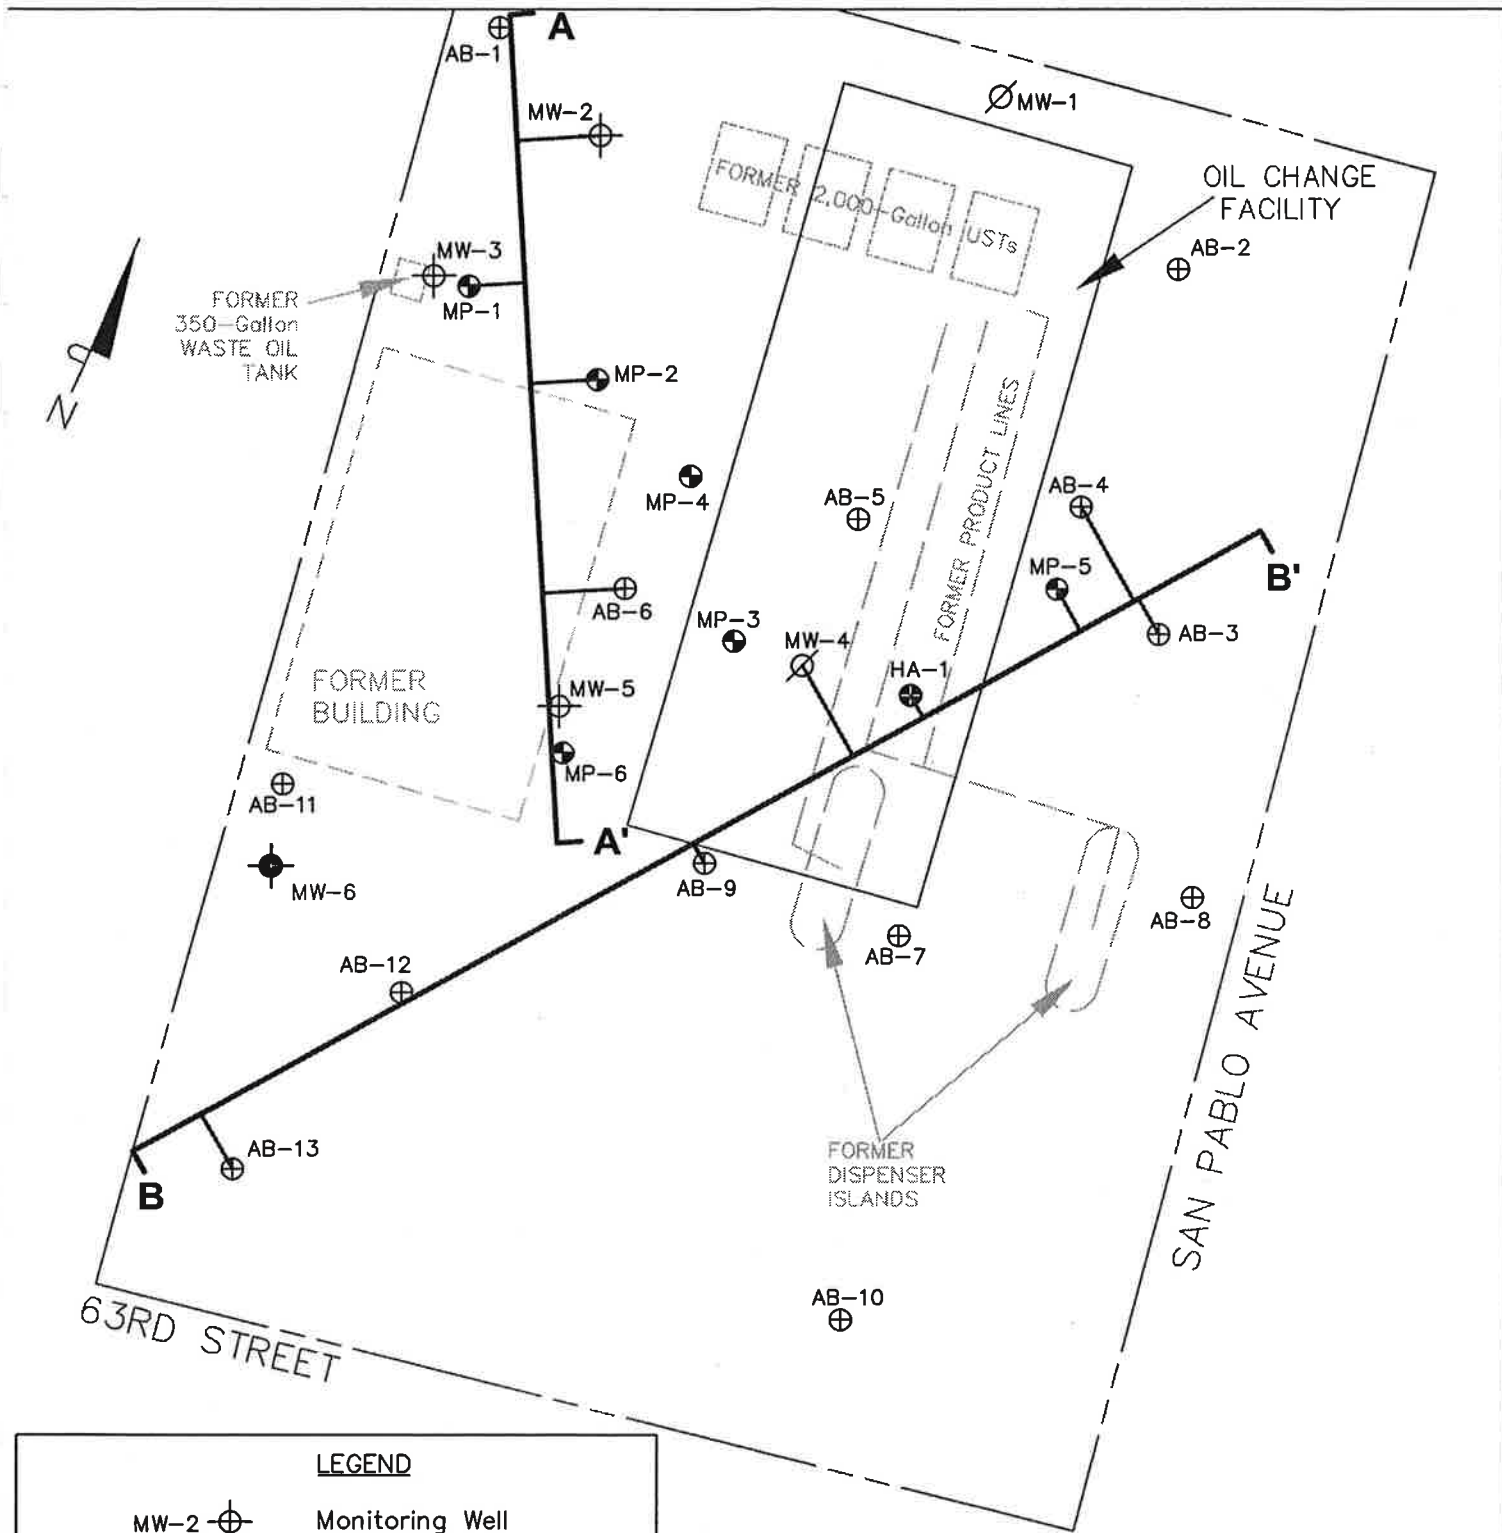 A
AB-1
MW-1
MW-2
OIL CHANGE
FACILITY
FORMER 2,000-Gallon USTs
AB-2
MW-3
MP-1
FORMER
350-Gallon
WASTE OIL
TANK
MP-2
N
FORMER PRODUCT LINES
MP-4
AB-5
AB-4
MP-5
B'
AB-6
MP-3
MW-4
AB-3
HA-1
FORMER
BUILDING
MW-5
MP-6
AB-11
A'
MW-6
AB-9
AB-8
AB-7
AB-12
SAN PABLO AVENUE
AB-13
B
FORMER
DISPENSER
ISLANDS
AB-10
63RD STREET
LEGEND
MW-2 Monitoring Well